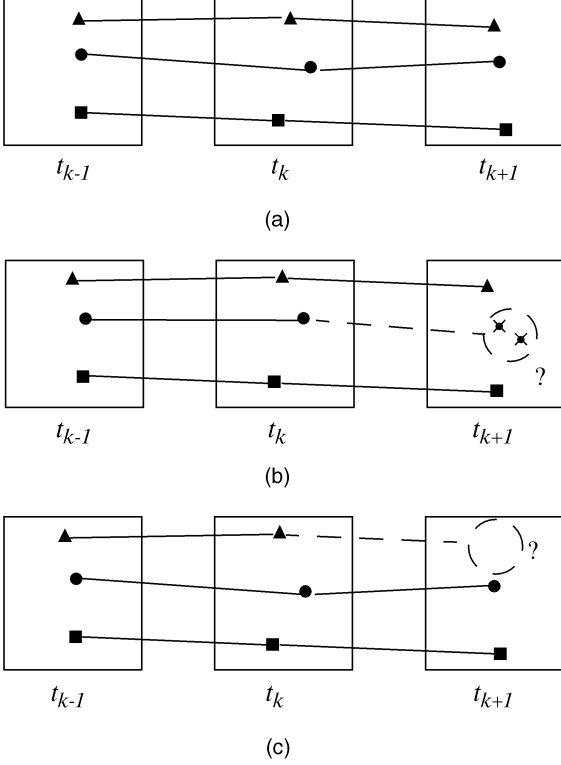 t_{k-1} t_k t_{k+1}
(a)
?
t_{k-1} t_k t_{k+1}
(b)
?
t_{k-1} t_k t_{k+1}
(c)